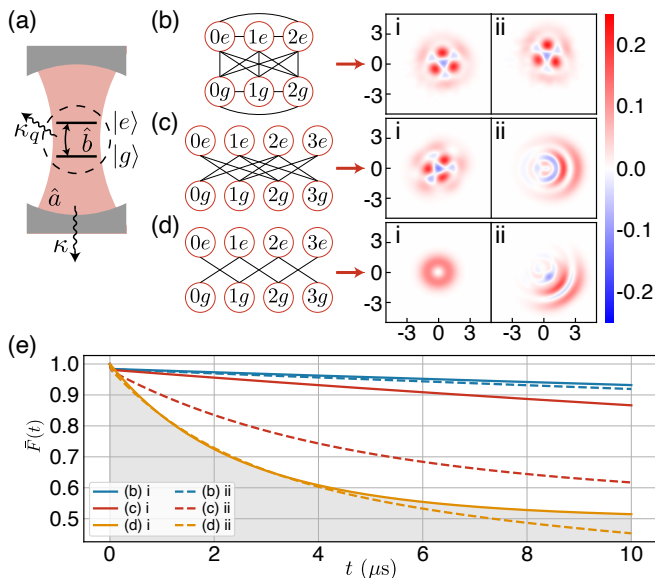 (a)
κq
|e⟩
b̂
|g⟩
â
κ
(b)
0e 1e 2e
0g 1g 2g
(c)
0e 1e 2e 3e
0g 1g 2g 3g
(d)
0e 1e 2e 3e
0g 1g 2g 3g
i ii
3
0
-3
i ii
3
0
-3
i ii
3
0
-3
-3 0 3 -3 0 3
0.2
0.1
0.0
-0.1
-0.2
(e)
1.0
0.9
0.8
0.7
0.6
0.5
F̄(t)
(b) i (b) ii
(c) i (c) ii
(d) i (d) ii
0 2 4 6 8 10
t (μs)